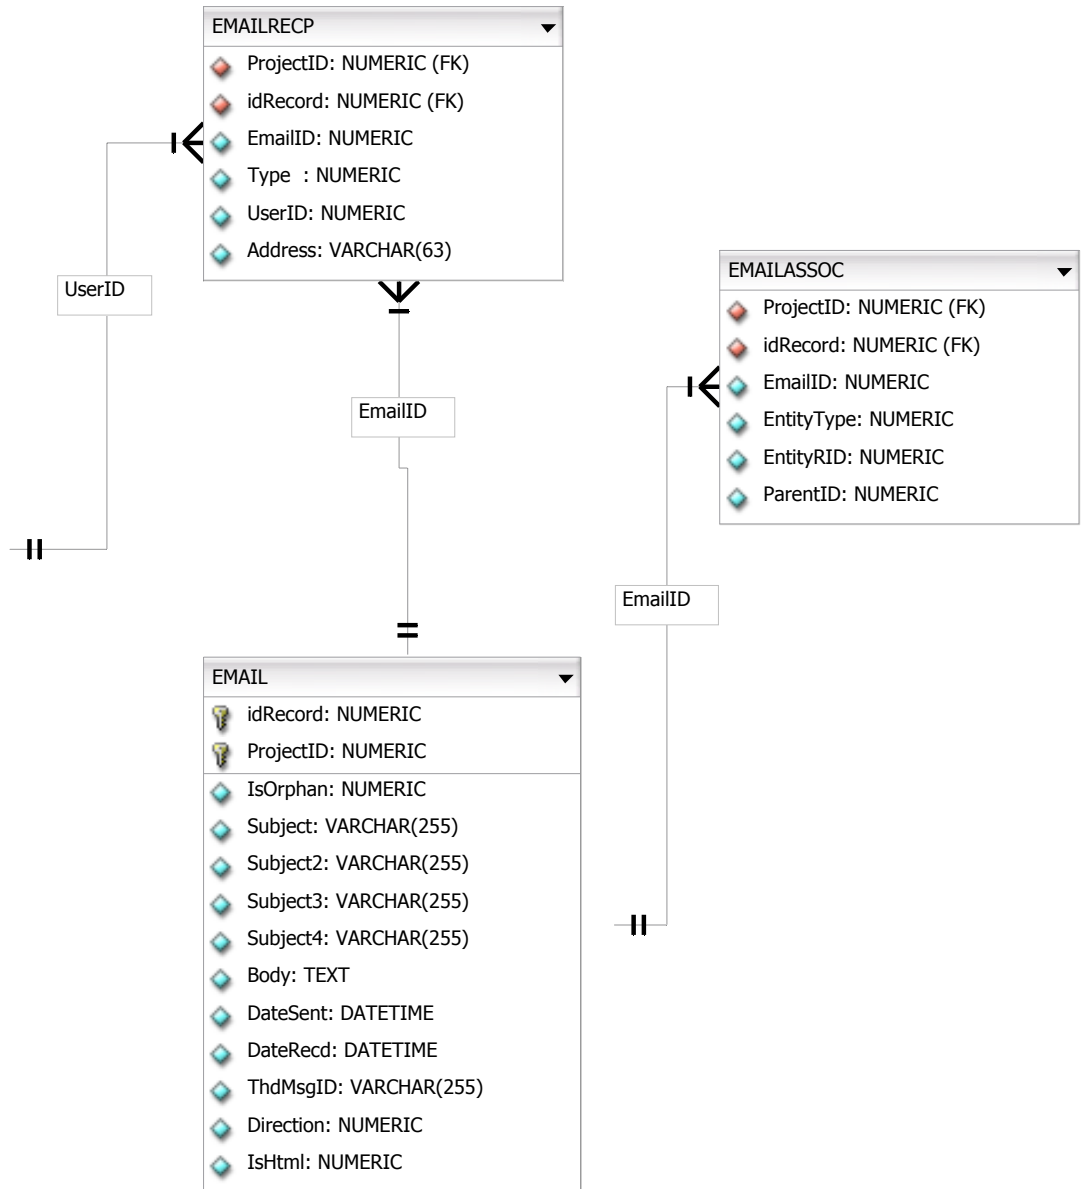 EMAILRECP
ProjectID: NUMERIC (FK)
idRecord: NUMERIC (FK)
EmailID: NUMERIC
Type  : NUMERIC
UserID: NUMERIC
Address: VARCHAR(63)
UserID
EMAILASSOC
ProjectID: NUMERIC (FK)
idRecord: NUMERIC (FK)
EmailID: NUMERIC
EntityType: NUMERIC
EntityRID: NUMERIC
ParentID: NUMERIC
EmailID
EmailID
EMAIL
idRecord: NUMERIC
ProjectID: NUMERIC
IsOrphan: NUMERIC
Subject: VARCHAR(255)
Subject2: VARCHAR(255)
Subject3: VARCHAR(255)
Subject4: VARCHAR(255)
Body: TEXT
DateSent: DATETIME
DateRecd: DATETIME
ThdMsgID: VARCHAR(255)
Direction: NUMERIC
IsHtml: NUMERIC